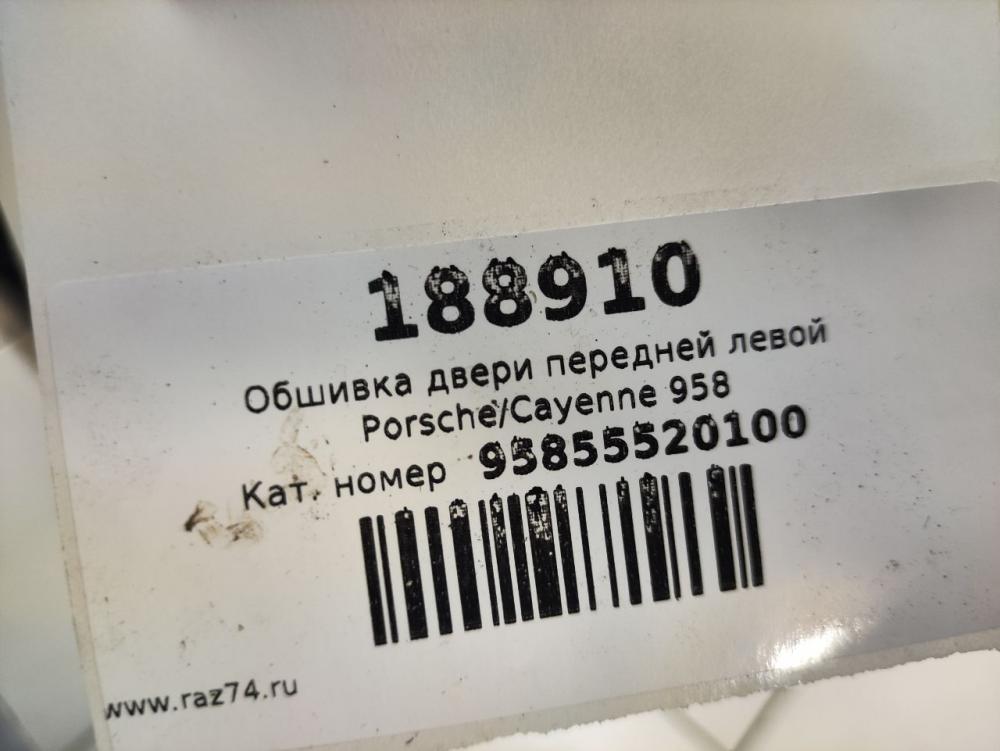 188910
Обшивка двери передней левой
Porsche/Cayenne 958
Кат. номер 95855520100
www.raz74.ru